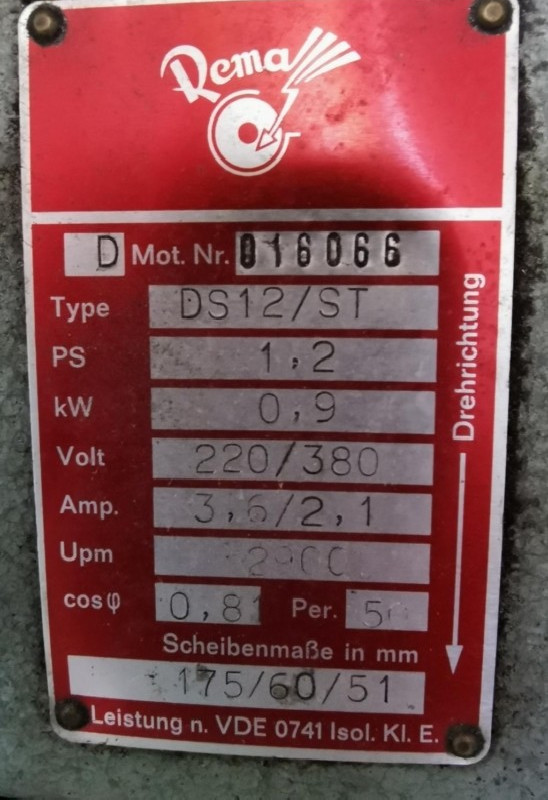 Rema
D Mot. Nr. 016066
Type DS12/ST
PS 1,2
kW 0,9
Volt 220/380
Amp. 3,6/2,1
Upm 2900
cosφ 0,81 Per. 5
Scheibenmaße in mm
175/60/51
Leistung n. VDE 0741 Isol. Kl. E.
Drehrichtung